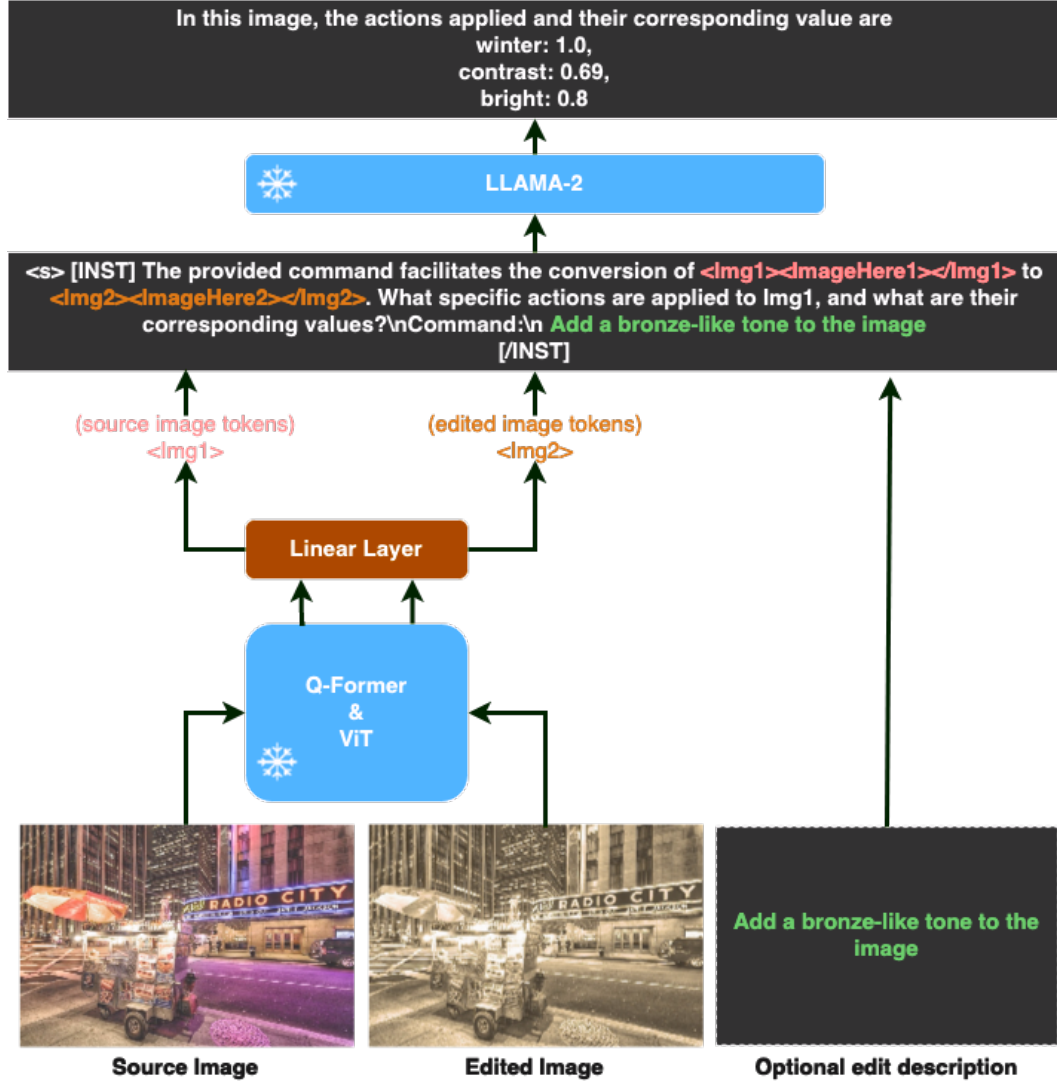 In this image, the actions applied and their corresponding value are
winter: 1.0,
contrast: 0.69,
bright: 0.8
LLAMA-2
<s> [INST] The provided command facilitates the conversion of <Img1><ImageHere1></Img1> to
<Img2><ImageHere2></Img2>. What specific actions are applied to Img1, and what are their
corresponding values?\nCommand:\n Add a bronze-like tone to the image
[/INST]
(source image tokens)
<Img1>
(edited image tokens)
<Img2>
Linear Layer
Q-Former
&
ViT
RADIO CITY
RADIO CITY
Add a bronze-like tone to the
image
Source Image
Edited Image
Optional edit description